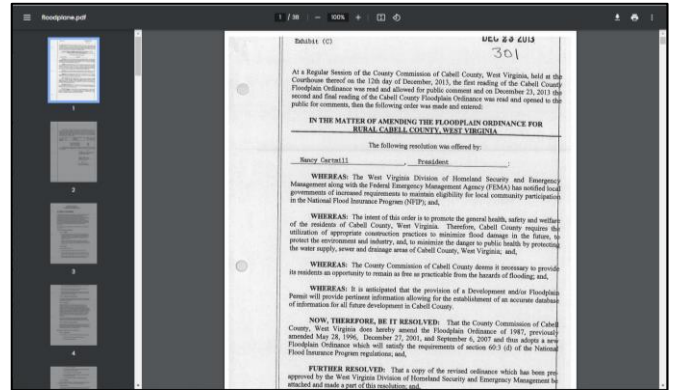 floodplane.pdf
1 / 38
100%
Exhibit (C)
DEC 23 2013
301
At a Regular Session of the County Commission of Cabell County, West Virginia, held at the
Courthouse thereof on the 12th day of December, 2013, the first reading of the Cabell County
Floodplain Ordinance was read and allowed for public comment and on December 23, 2013 the
second and final reading of the Cabell County Floodplain Ordinance was read and opened to the
public for comments, then the following order was made and entered:
IN THE MATTER OF AMENDING THE FLOODPLAIN ORDINANCE FOR
RURAL CABELL COUNTY, WEST VIRGINIA
The following resolution was offered by:
Nancy Cartmill , President :
WHEREAS: The West Virginia Division of Homeland Security and Emergency
Management along with the Federal Emergency Management Agency (FEMA) has notified local
governments of increased requirements to maintain eligibility for local community participation
in the National Flood Insurance Program (NFIP); and,
WHEREAS: The intent of this order is to promote the general health, safety and welfare
of the residents of Cabell County, West Virginia. Therefore, Cabell County requires the
utilization of appropriate construction practices to minimize flood damage in the future, to
protect the environment and industry, and, to minimize the danger to public health by protecting
the water supply, sewer and drainage areas of Cabell County, West Virginia; and,
WHEREAS: The County Commission of Cabell County deems it necessary to provide
its residents an opportunity to remain as free as practicable from the hazards of flooding; and,
WHEREAS: It is anticipated that the provision of a Development and/or Floodplain
Permit will provide pertinent information allowing for the establishment of an accurate database
of information for all future development in Cabell County.
NOW, THEREFORE, BE IT RESOLVED: That the County Commission of Cabell
County, West Virginia does hereby amend the Floodplain Ordinance of 1987, previously
amended May 28, 1996, December 27, 2001, and September 6, 2007 and thus adopts a new
Floodplain Ordinance which will satisfy the requirements of section 60.3 (d) of the National
Flood Insurance Program regulations; and,
FURTHER RESOLVED: That a copy of the revised ordinance which has been pre-
approved by the West Virginia Division of Homeland Security and Emergency Management be
attached and made a part of this resolution; and,
1
2
3
4